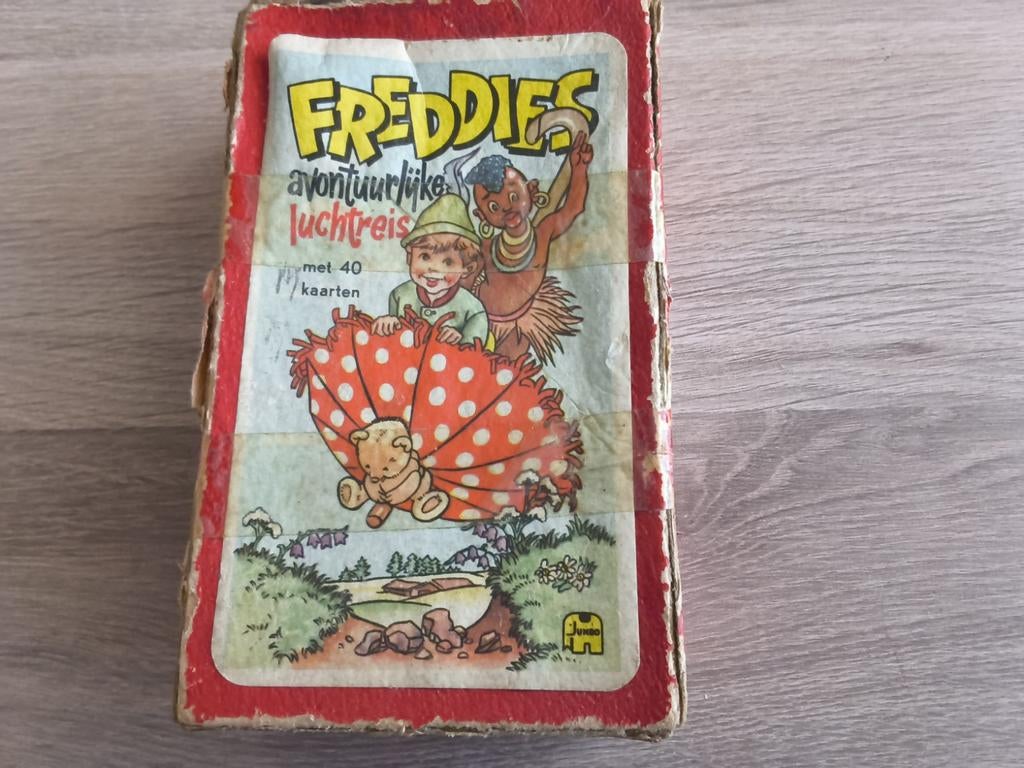 FREDDIES
avontuurlijke
luchtreis
met 40
kaarten
JUMBO